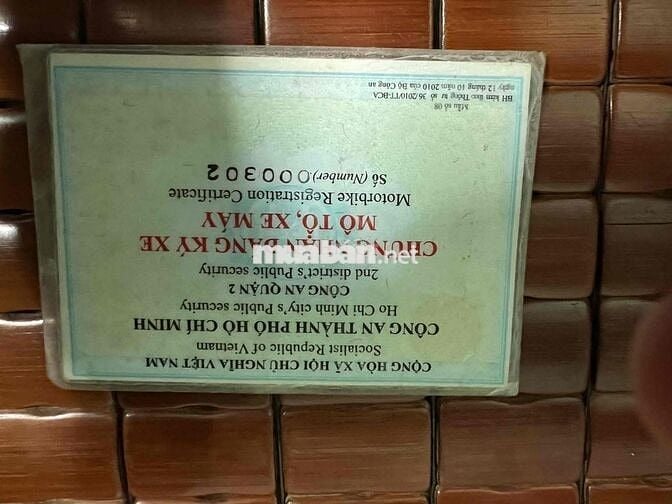 CỘNG HÒA XÃ HỘI CHỦ NGHĨA VIỆT NAM
Socialist Republic of Vietnam
CÔNG AN THÀNH PHỐ HỒ CHÍ MINH
Ho Chi Minh city's Public security
CÔNG AN QUẬN 2
2nd district's Public security
CHỨNG NHẬN ĐĂNG KÝ XE
MÔ TÔ, XE MÁY
Motorbike Registration Certificate
Số (Number): 000302
Mẫu số 08
BH kèm theo Thông tư số 36/2010/TT-BCA
ngày 12 tháng 10 năm 2010 của Bộ Công an
muaban.net